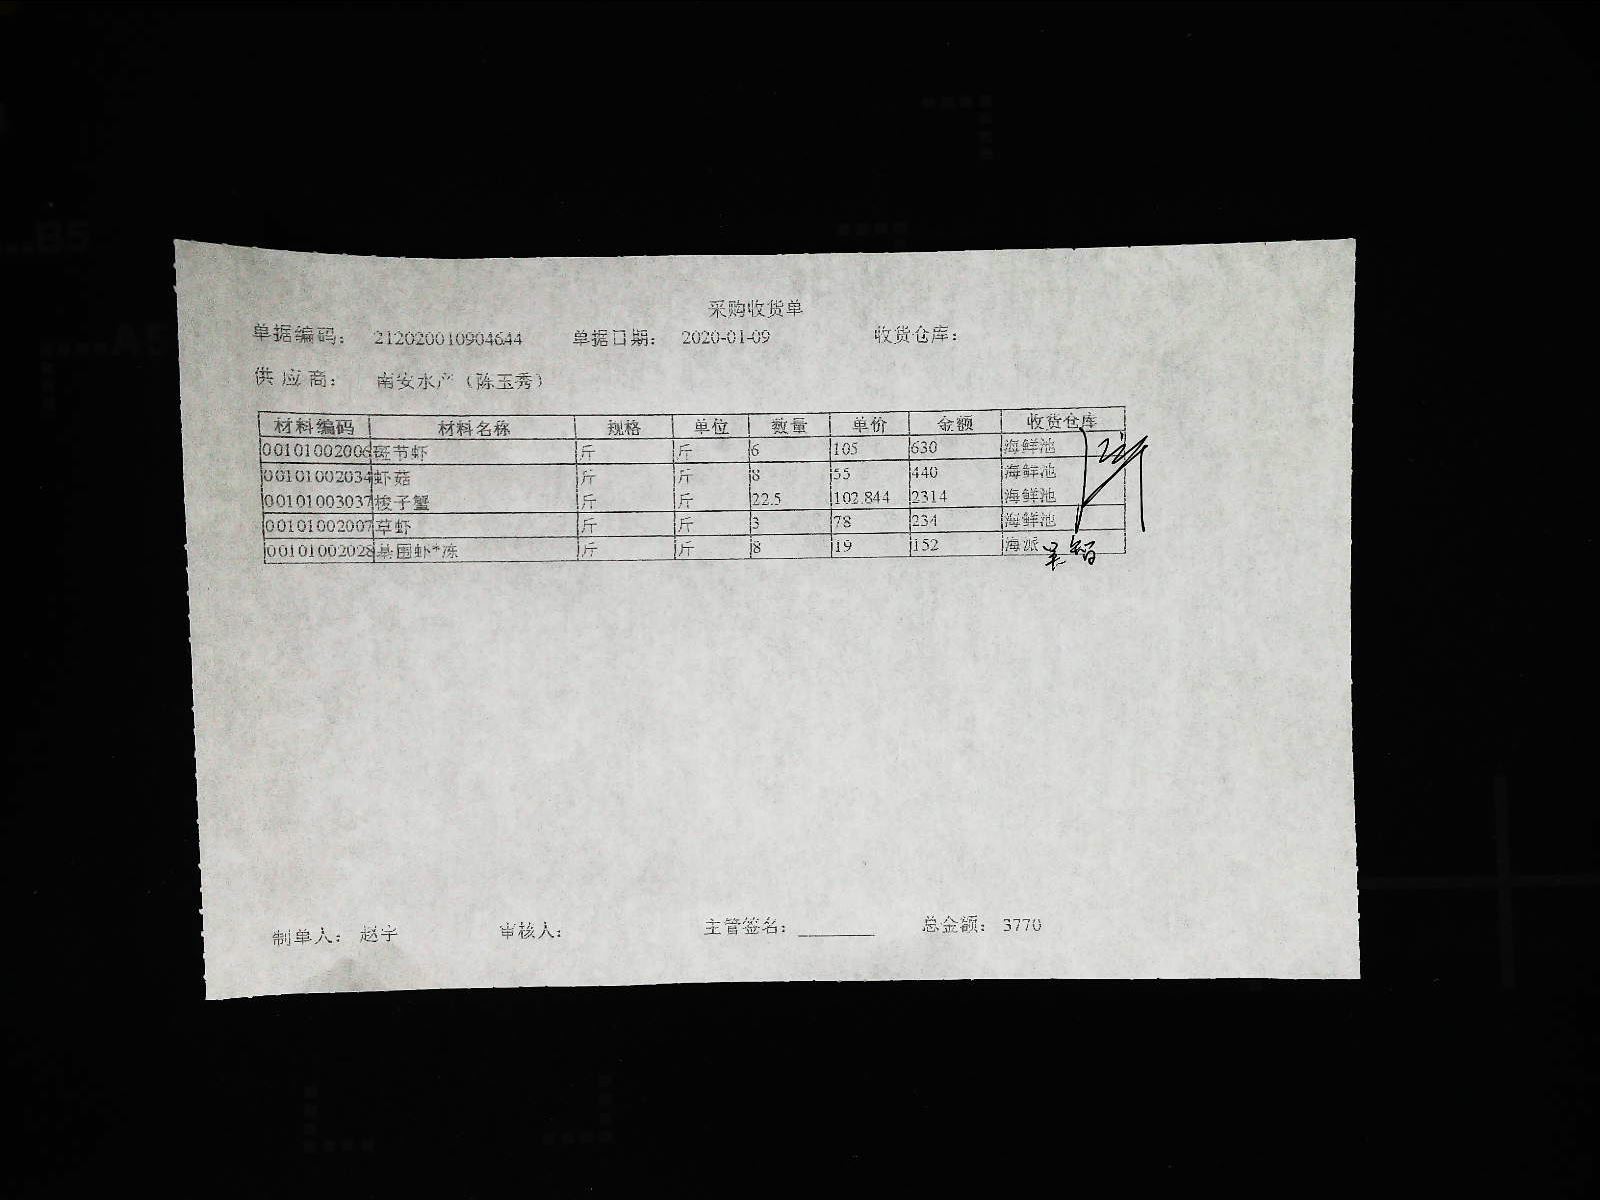 采购收货单
单据编码： 212020010904644 单据日期： 2020-01-09 收货仓库：
供应商： 南安水产（陈玉秀）
材料编码 材料名称 规格 单位 数量 单价 金额 收货仓库
00101002006 斑节虾 斤 斤 6 105 630 海鲜池
00101002034 虾菇 斤 斤 8 55 440 海鲜池
00101003037 梭子蟹 斤 斤 22.5 102.844 2314 海鲜池
00101002007 草虾 斤 斤 3 78 234 海鲜池
00101002028 基围虾*冻 斤 斤 8 19 152 海派
制单人： 赵宇 审核人： 主管签名： ________ 总金额： 3770